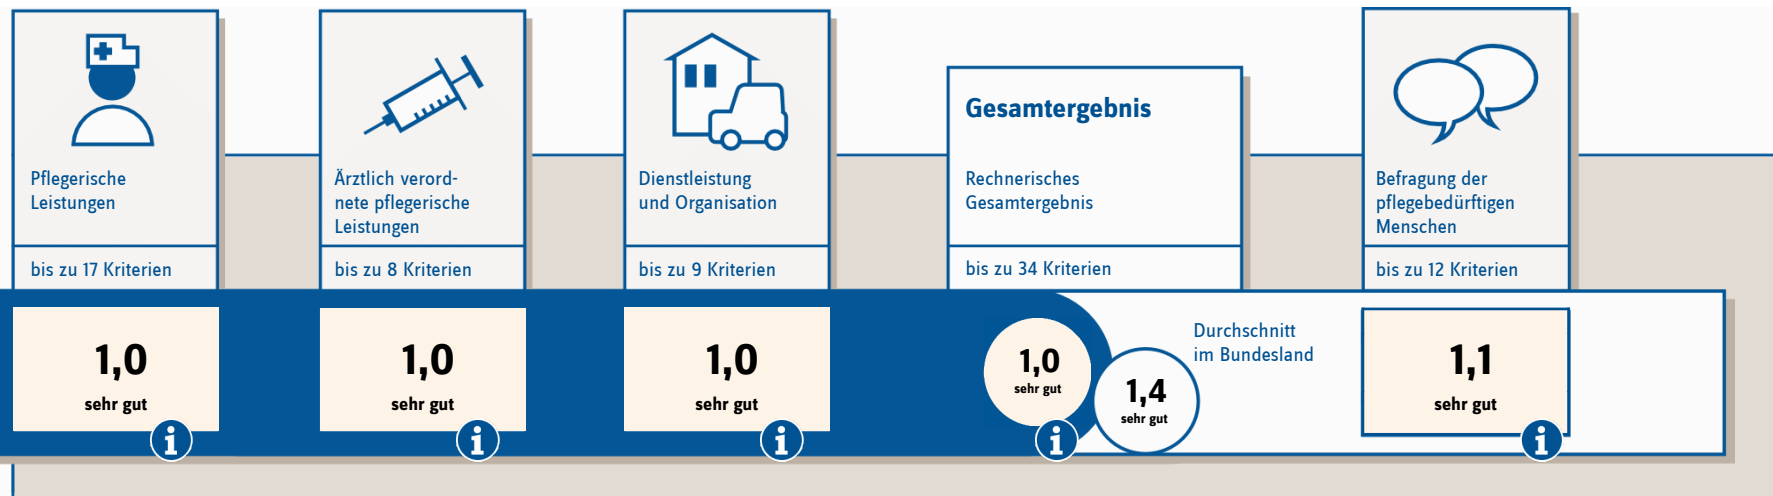 Pflegerische
Leistungen
bis zu 17 Kriterien
1,0
sehr gut
i
Ärztlich verord-
nete pflegerische
Leistungen
bis zu 8 Kriterien
1,0
sehr gut
i
Dienstleistung
und Organisation
bis zu 9 Kriterien
1,0
sehr gut
i
Gesamtergebnis
Rechnerisches
Gesamtergebnis
bis zu 34 Kriterien
1,0
sehr gut
i
1,4
sehr gut
Durchschnitt
im Bundesland
Befragung der
pflegebedürftigen
Menschen
bis zu 12 Kriterien
1,1
sehr gut
i